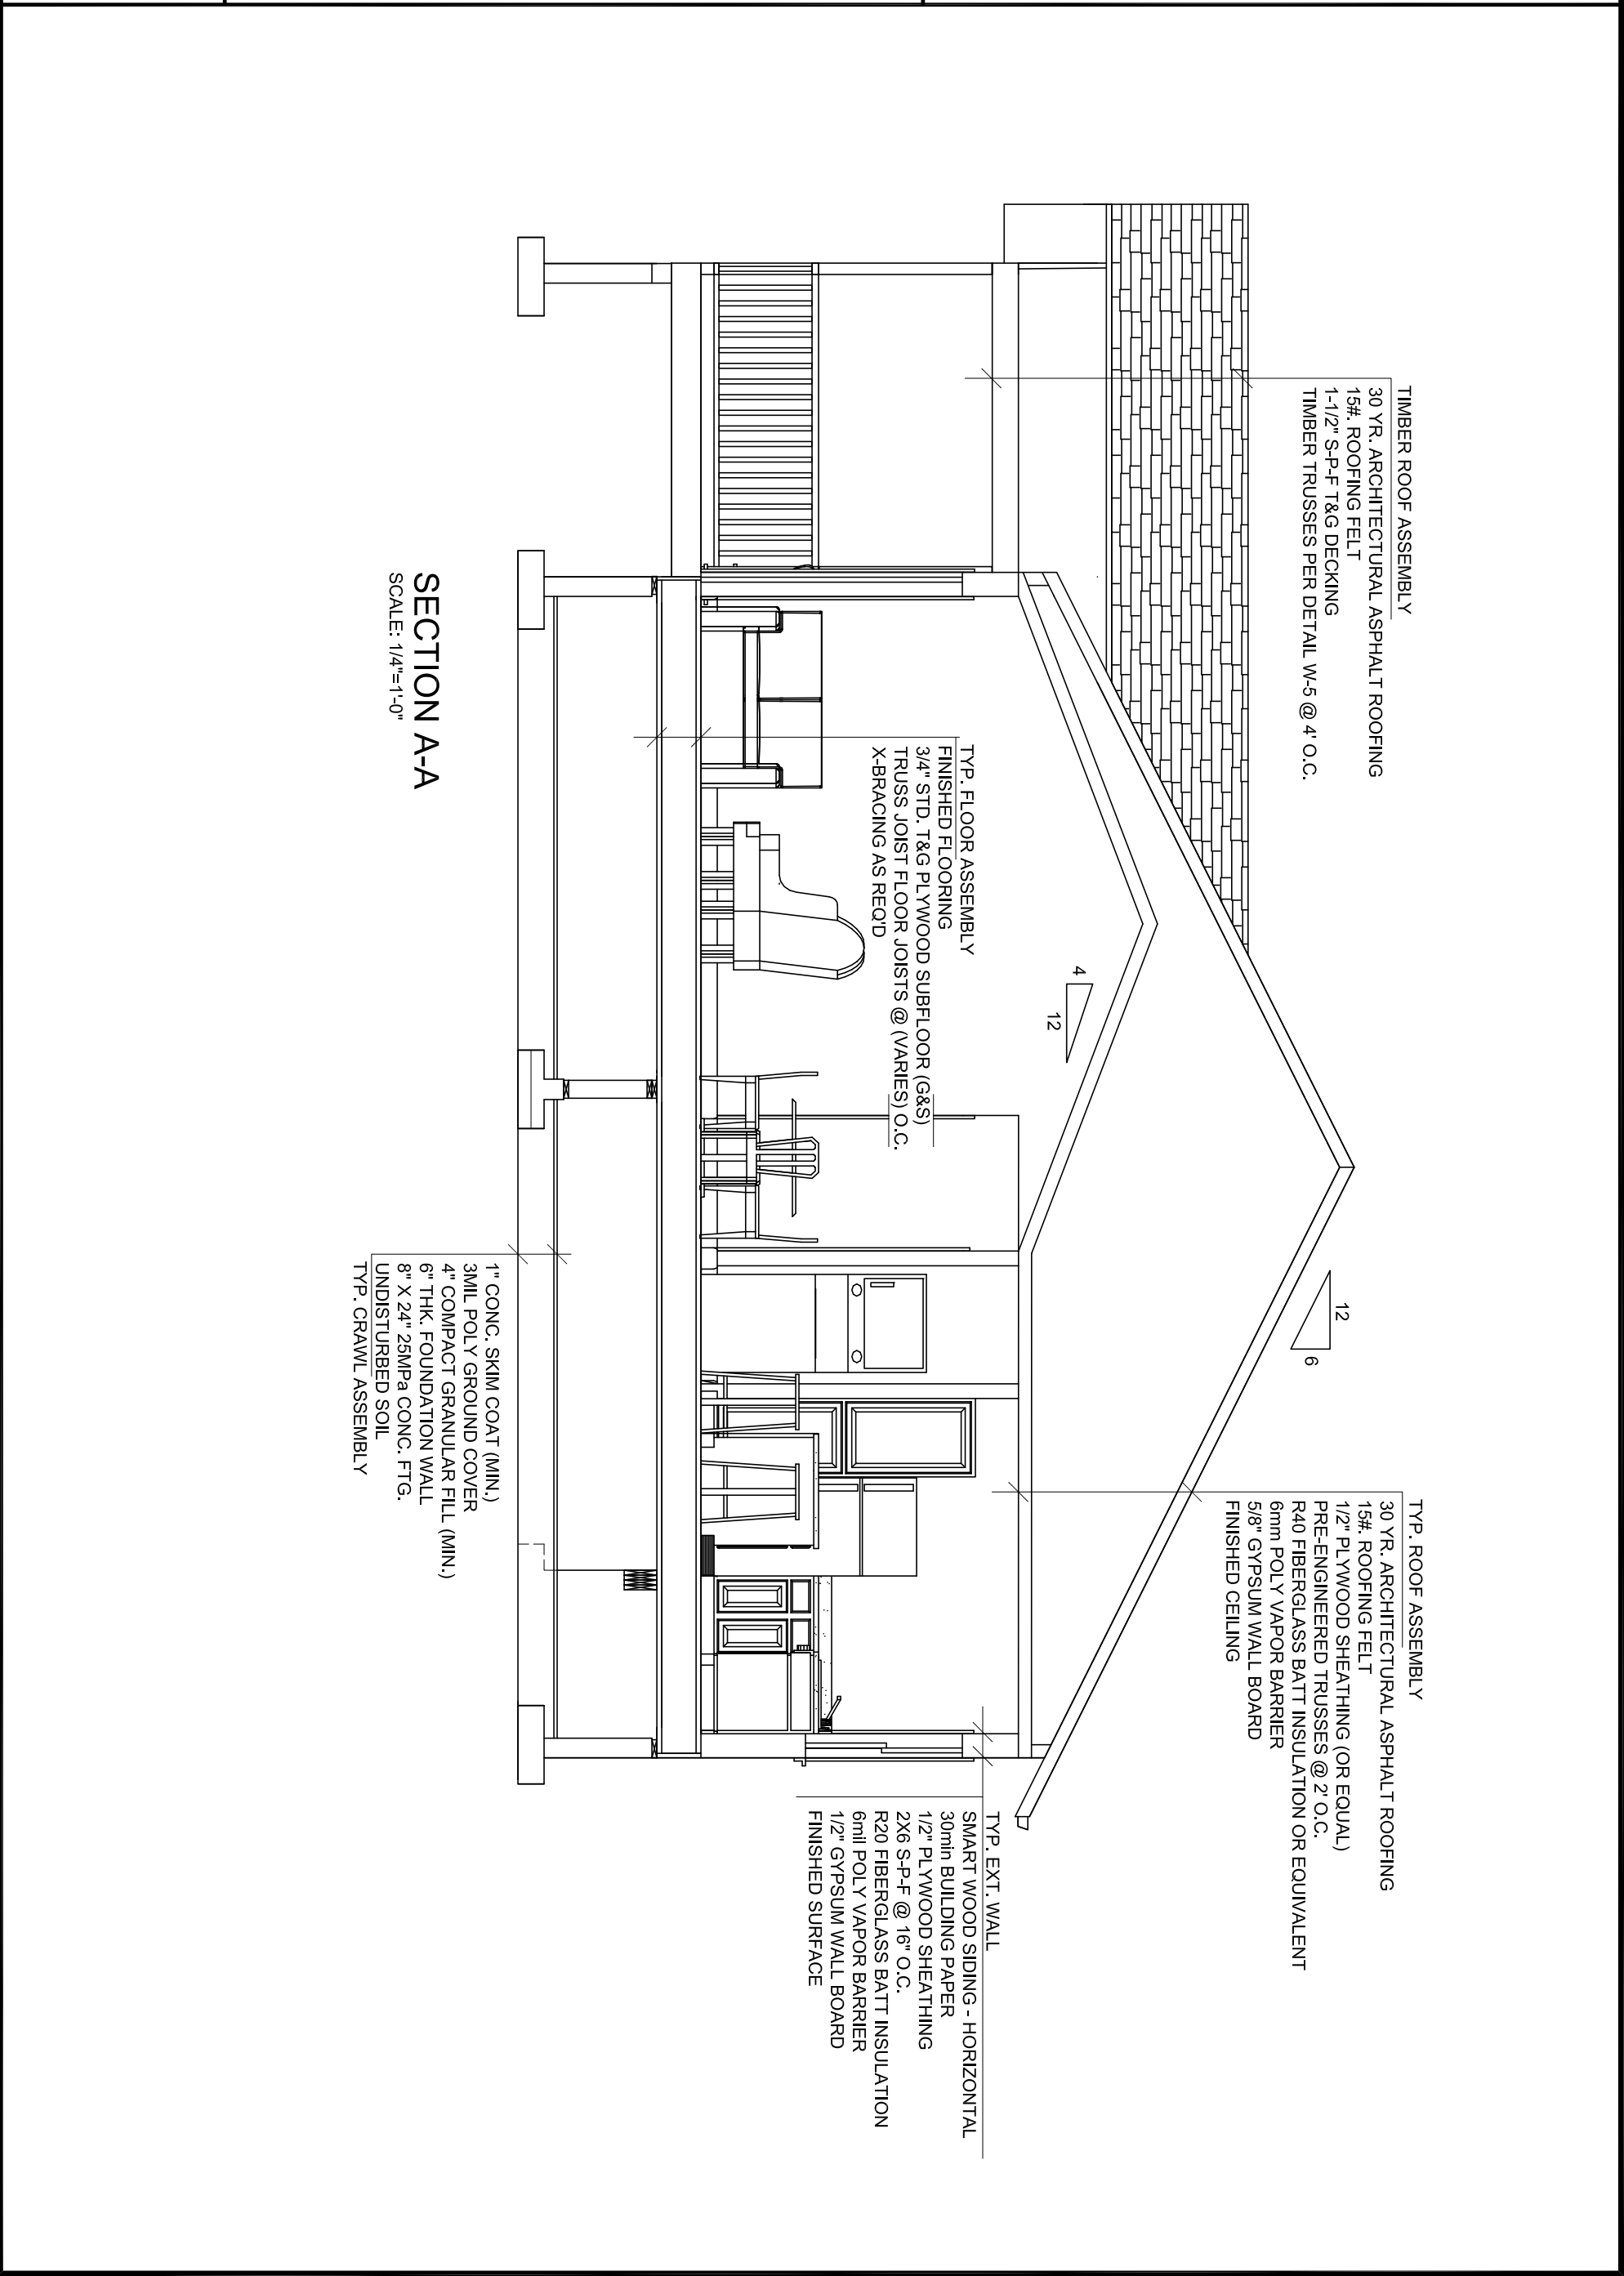 TIMBER ROOF ASSEMBLY
30 YR. ARCHITECTURAL ASPHALT ROOFING
15#. ROOFING FELT
1-1/2" S-P-F T&G DECKING
TIMBER TRUSSES PER DETAIL W-5 @ 4' O.C.
TYP. ROOF ASSEMBLY
30 YR. ARCHITECTURAL ASPHALT ROOFING
15#. ROOFING FELT
1/2" PLYWOOD SHEATHING (OR EQUAL)
PRE-ENGINEERED TRUSSES @ 2' O.C.
R40 FIBERGLASS BATT INSULATION OR EQUIVALENT
6mm POLY VAPOR BARRIER
5/8" GYPSUM WALL BOARD
FINISHED CEILING
12
6
4
12
TYP. FLOOR ASSEMBLY
FINISHED FLOORING
3/4" STD. T&G PLYWOOD SUBFLOOR (G&S)
TRUSS JOIST FLOOR JOISTS @ (VARIES) O.C.
X-BRACING AS REQ'D
TYP. EXT. WALL
SMART WOOD SIDING - HORIZONTAL
30min BUILDING PAPER
1/2" PLYWOOD SHEATHING
2X6 S-P-F @ 16" O.C.
R20 FIBERGLASS BATT INSULATION
6mil POLY VAPOR BARRIER
1/2" GYPSUM WALL BOARD
FINISHED SURFACE
1" CONC. SKIM COAT (MIN.)
3MIL POLY GROUND COVER
4" COMPACT GRANULAR FILL (MIN.)
6" THK. FOUNDATION WALL
8" X 24" 25MPa CONC. FTG.
UNDISTURBED SOIL
TYP. CRAWL ASSEMBLY
SECTION A-A
SCALE: 1/4"=1'-0"